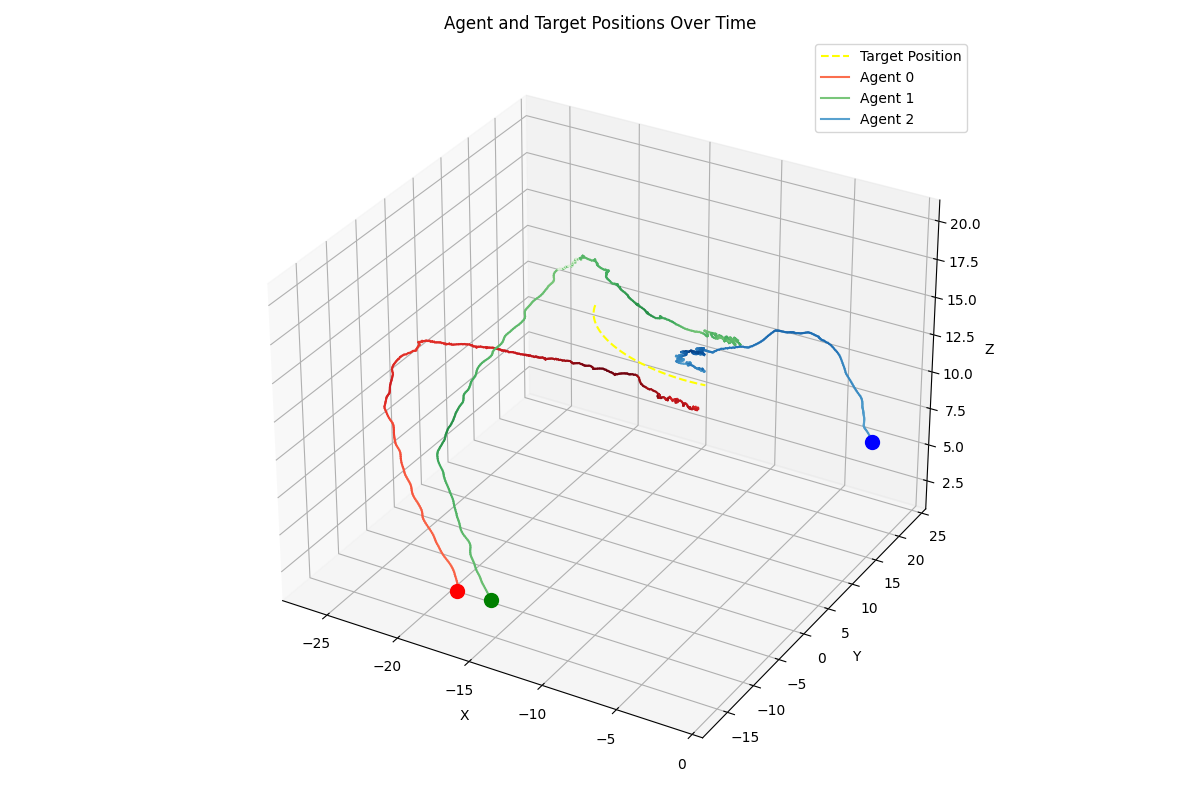 Agent and Target Positions Over Time
Target Position
Agent 0
Agent 1
Agent 2
20.0
17.5
15.0
12.5
10.0
7.5
5.0
2.5
Z
25
20
15
10
5
0
−5
−10
−15
Y
−25
−20
−15
−10
−5
0
X